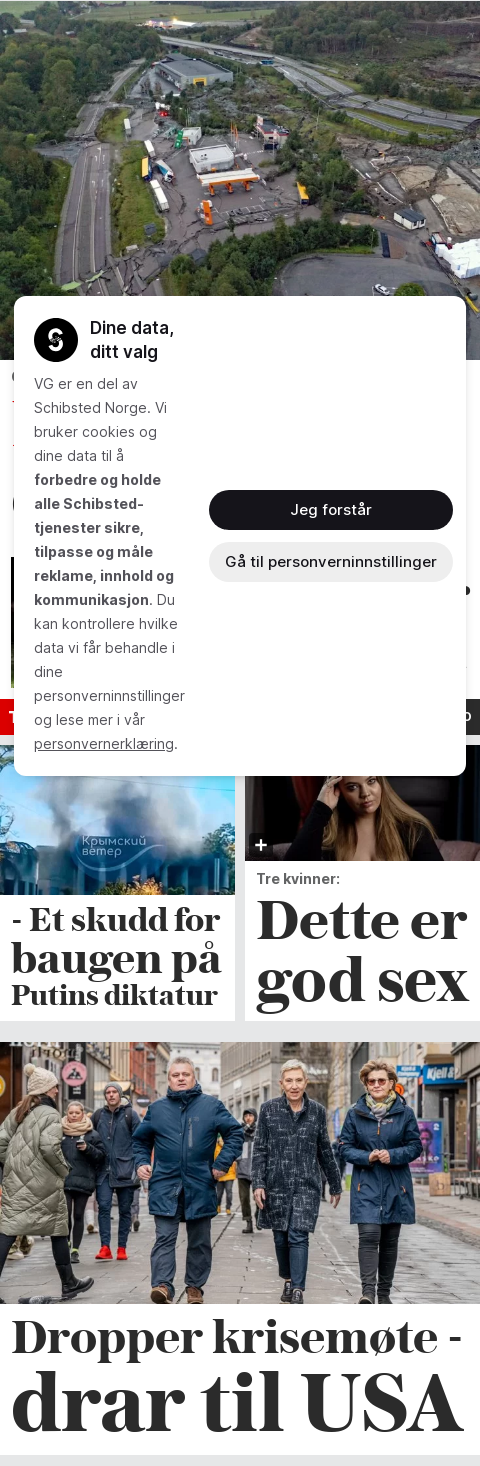 Dine data,
ditt valg
VG er en del av
Schibsted Norge. Vi
bruker cookies og
dine data til å
forbedre og holde
alle Schibsted-
tjenester sikre,
tilpasse og måle
reklame, innhold og
kommunikasjon. Du
kan kontrollere hvilke
data vi får behandle i
dine
personverninnstillinger
og lese mer i vår
personvernerklæring.
Jeg forstår
Gå til personverninnstillinger
Крымский
ветер
- Et skudd for
baugen på
Putins diktatur
Tre kvinner:
Dette er
god sex
Kjell &
Dropper krisemøte -
drar til USA